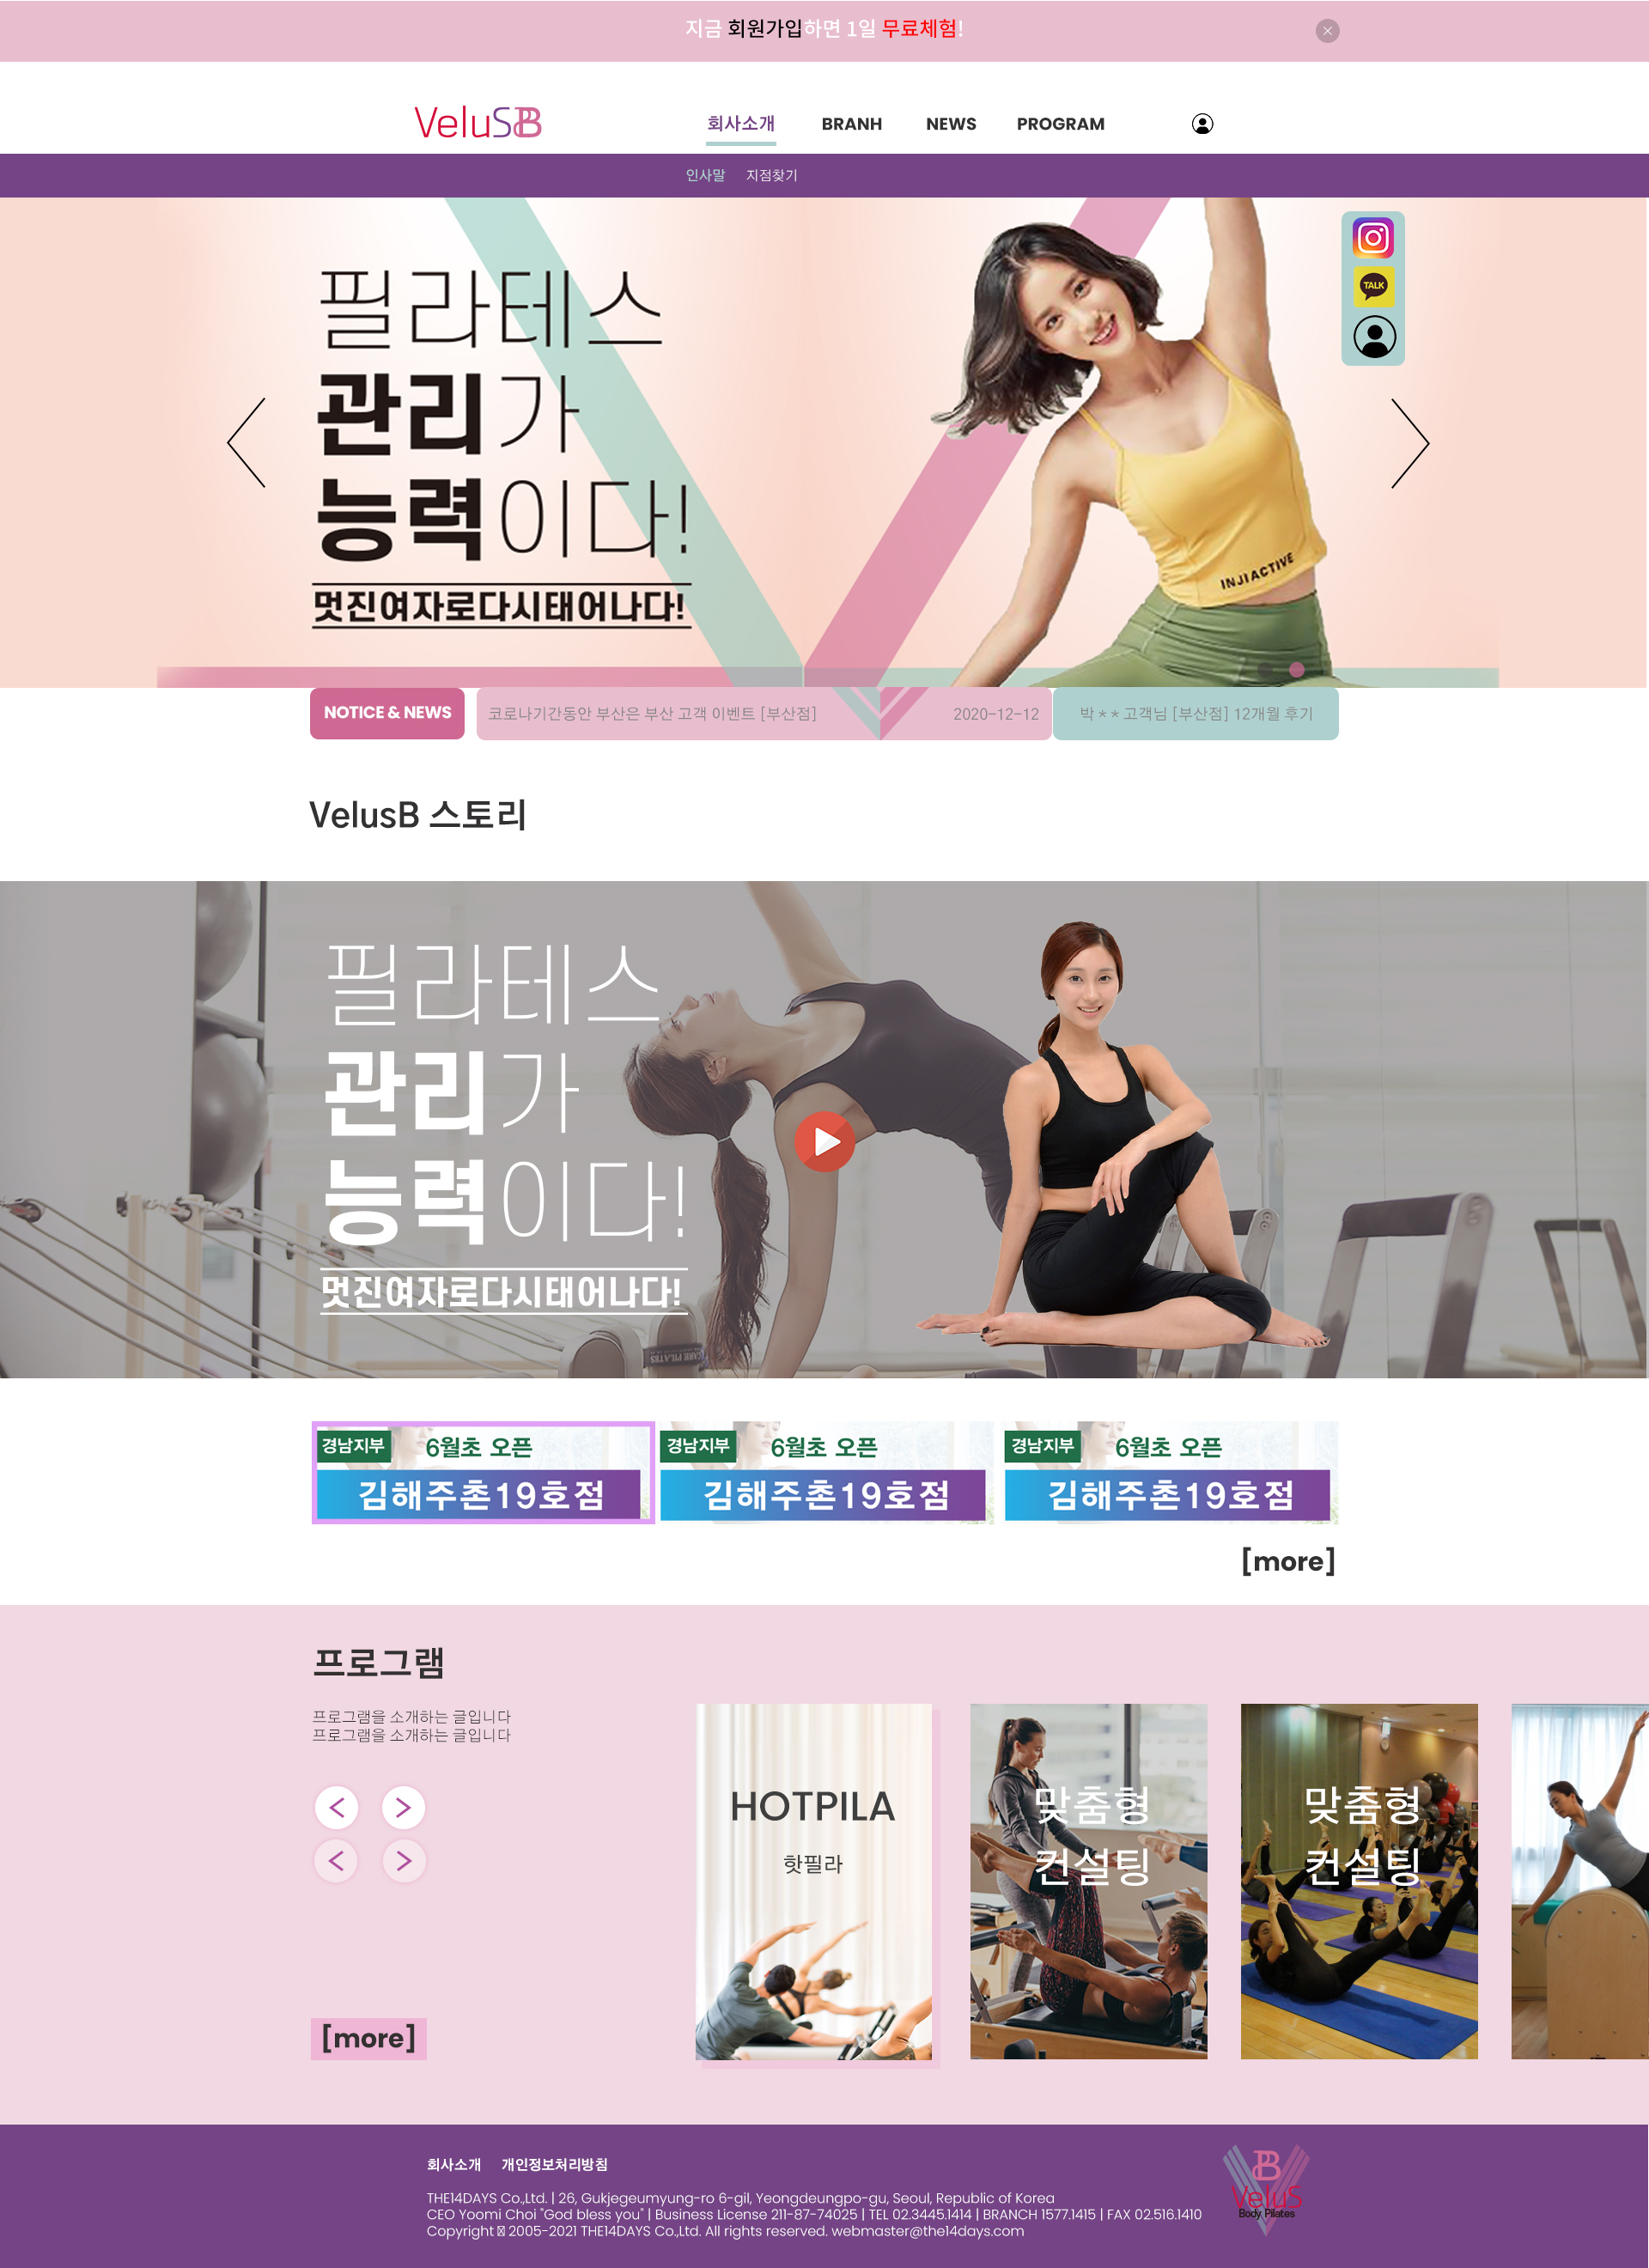 지금 회원가입하면 1일 무료체험!
VeluSB
회사소개 BRANH NEWS PROGRAM
인사말 지점찾기
TALK
필라테스
관리가
능력이다!
멋진여자로다시태어나다!
INJIACTIVE
NOTICE & NEWS
코로나기간동안 부산은 부산 고객 이벤트 [부산점] 2020-12-12
박 * * 고객님 [부산점] 12개월 후기
VelusB 스토리
필라테스
관리가
능력이다!
멋진여자로다시태어나다!
경남지부 6월초 오픈
김해주촌19호점
경남지부 6월초 오픈
김해주촌19호점
경남지부 6월초 오픈
김해주촌19호점
[more]
프로그램
프로그램을 소개하는 글입니다
프로그램을 소개하는 글입니다
HOTPILA
핫필라
맞춤형
컨설팅
맞춤형
컨설팅
[more]
회사소개 개인정보처리방침
THE14DAYS Co.,Ltd. | 26, Gukjegeumyung-ro 6-gil, Yeongdeungpo-gu, Seoul, Republic of Korea
CEO Yoomi Choi "God bless you" | Business License 211-87-74025 | TEL 02.3445.1414 | BRANCH 1577.1415 | FAX 02.516.1410
Copyright 2005-2021 THE14DAYS Co.,Ltd. All rights reserved. webmaster@the14days.com
B
VeluS
Body Pilates